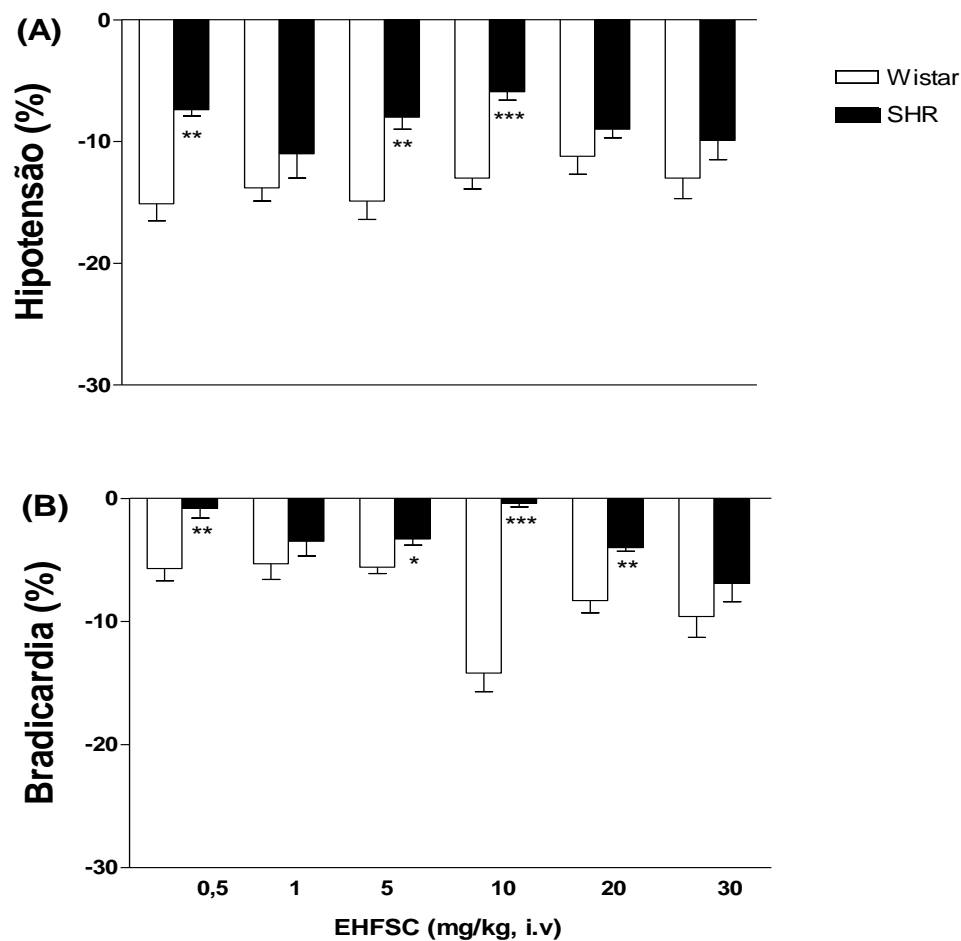 (A)
Hipotensão (%)
0
-10
-20
-30
**
**
***
Wistar
SHR
(B)
Bradicardia (%)
0
-10
-20
-30
**
*
***
**
0,5 1 5 10 20 30
EHFSC (mg/kg, i.v)